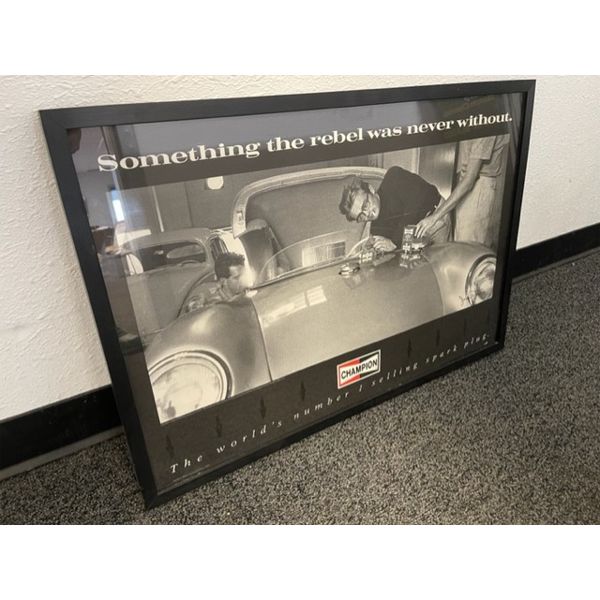 Something the rebel was never without.
CHAMPION
The world's number 1 selling spark plug.